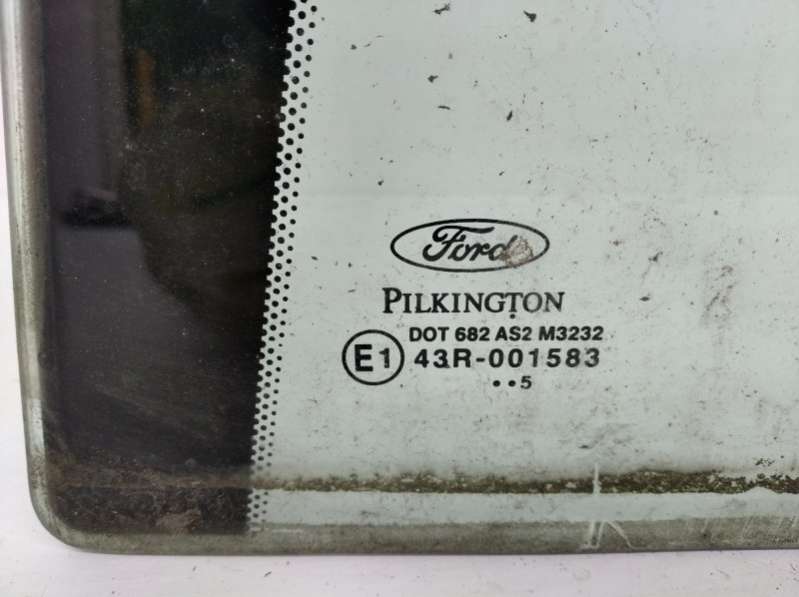 Ford
PILKINGTON
DOT 682 AS2 M3232
E1 43R-001583
••5